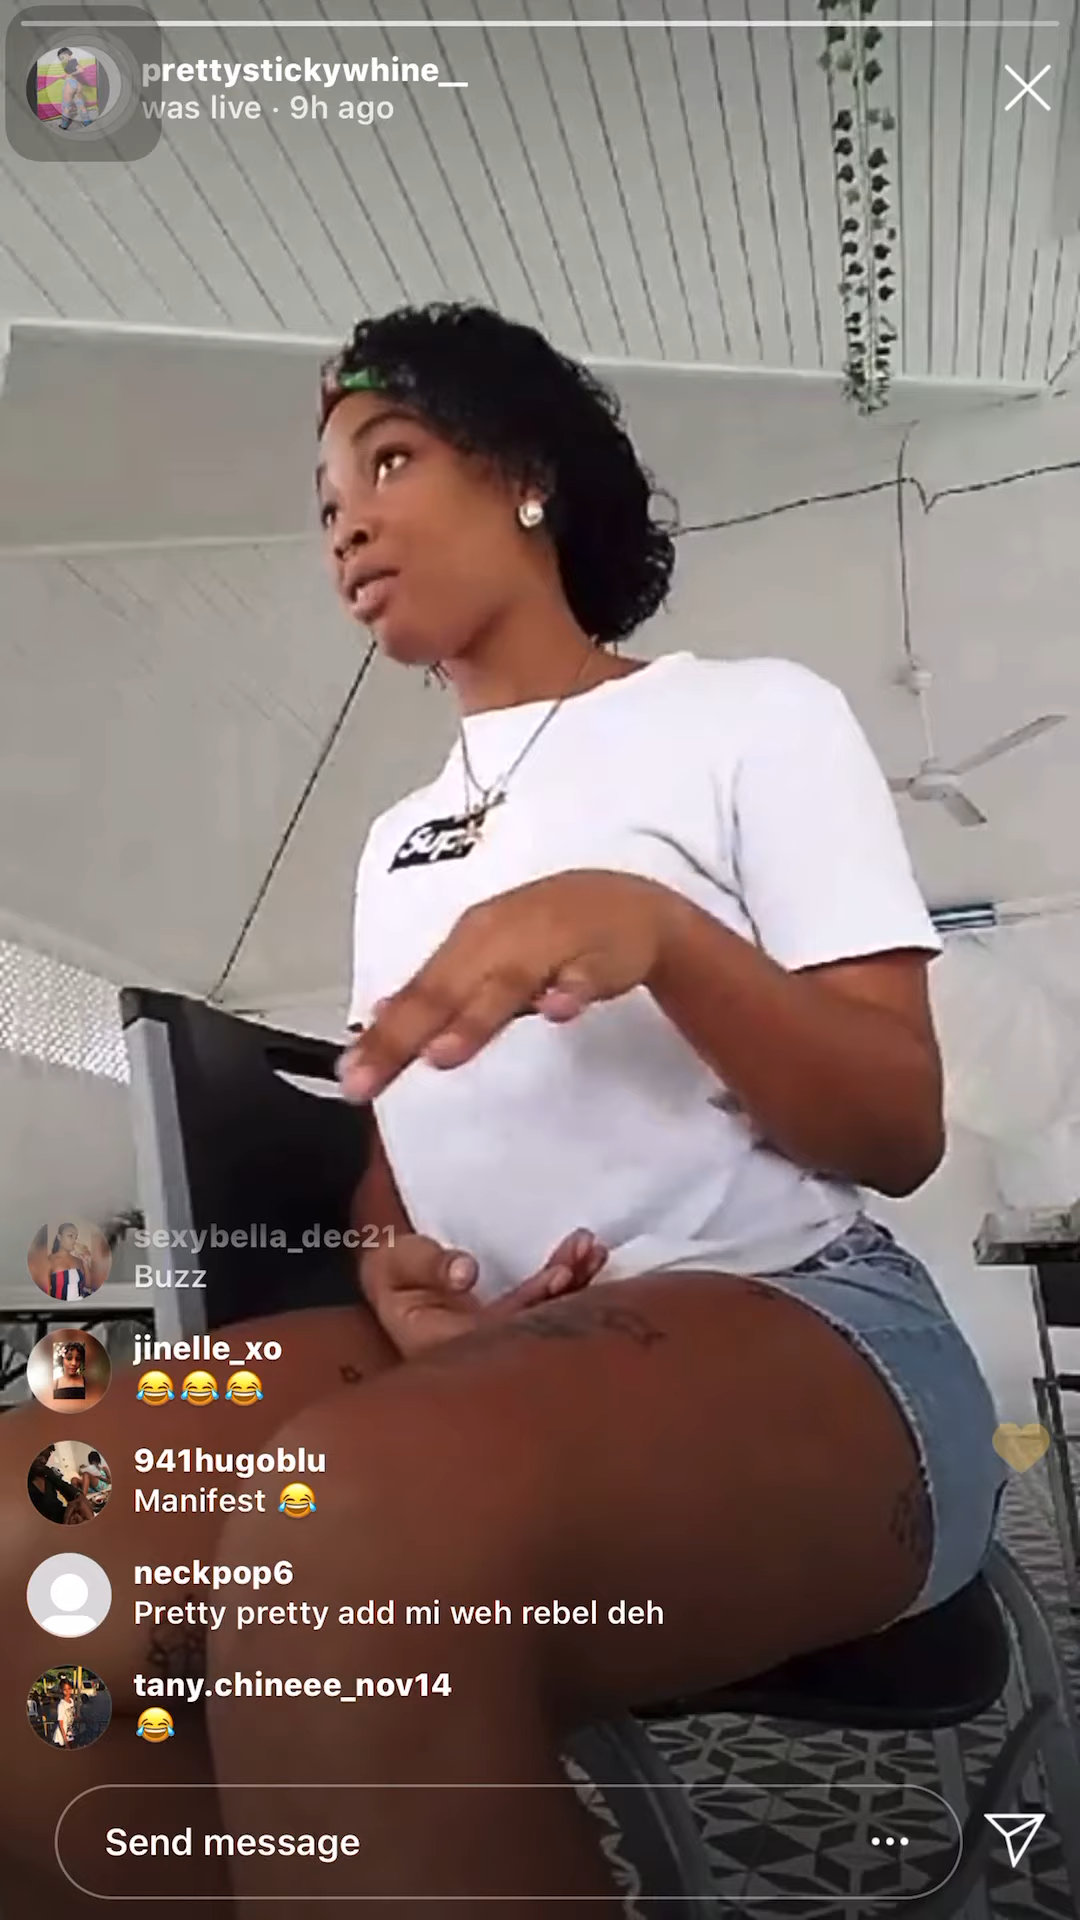 prettystickywhine__
was live · 9h ago
Sup
sexybella_dec21
Buzz
jinelle_xo
😂😂😂
941hugoblu
Manifest 😂
neckpop6
Pretty pretty add mi weh rebel deh
tany.chineee_nov14
😂
Send message